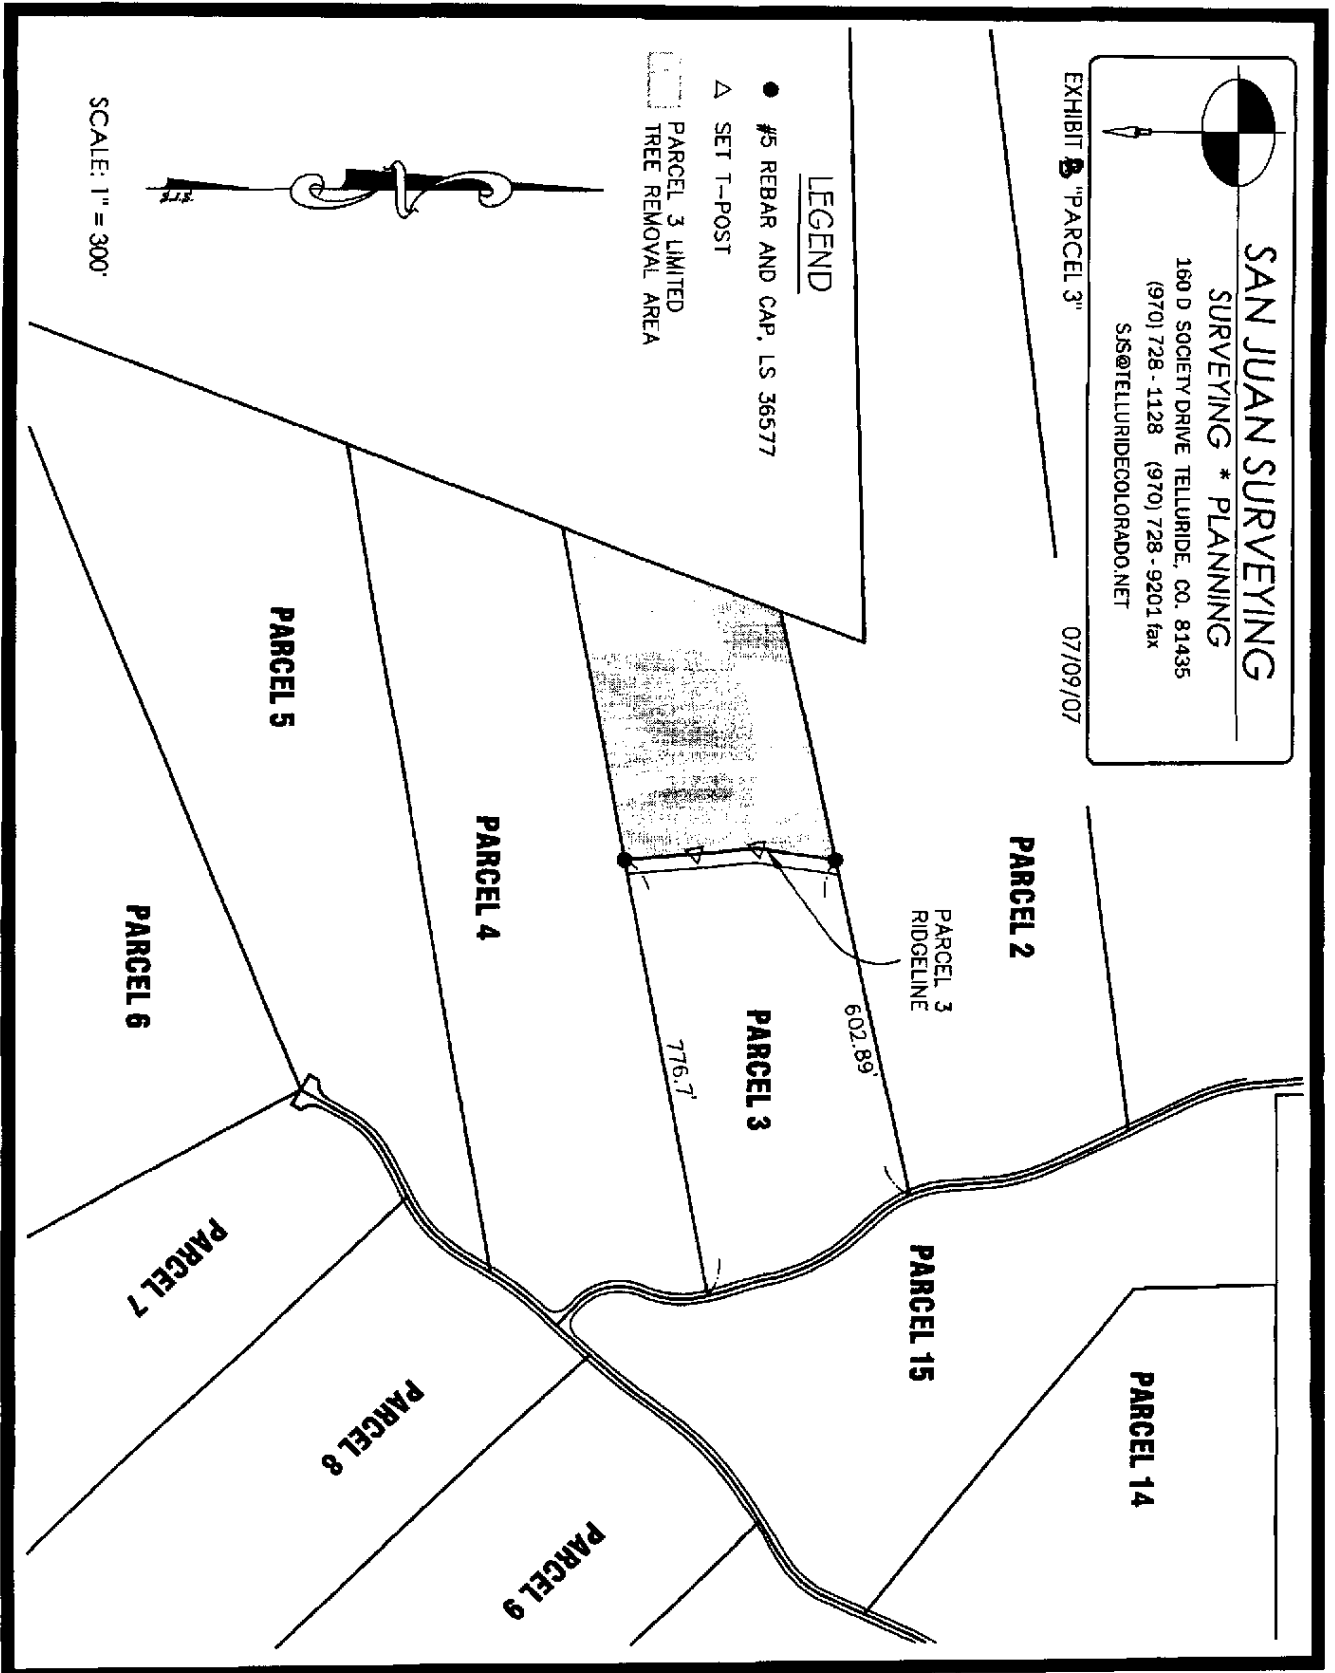 SAN JUAN SURVEYING
SURVEYING * PLANNING
160 D SOCIETY DRIVE TELLURIDE, CO. 81435
(970) 728 - 1128 (970) 728 - 9201 fax
SJS@TELLURIDECOLORADO.NET
EXHIBIT B "PARCEL 3"
07/09/07
LEGEND
#5 REBAR AND CAP, LS 36577
SET T-POST
PARCEL 3 LIMITED
TREE REMOVAL AREA
SCALE: 1" = 300'
PARCEL 2
PARCEL 3
RIDGELINE
602.89'
PARCEL 3
776.7'
PARCEL 4
PARCEL 5
PARCEL 6
PARCEL 14
PARCEL 15
PARCEL 7
PARCEL 8
PARCEL 9